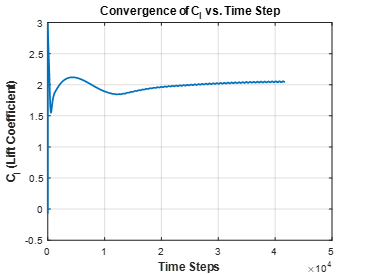 Convergence of C_l vs. Time Step
3
2.5
2
1.5
1
0.5
0
-0.5
C_l (Lift Coefficient)
0 1 2 3 4 5
Time Steps
×10^4